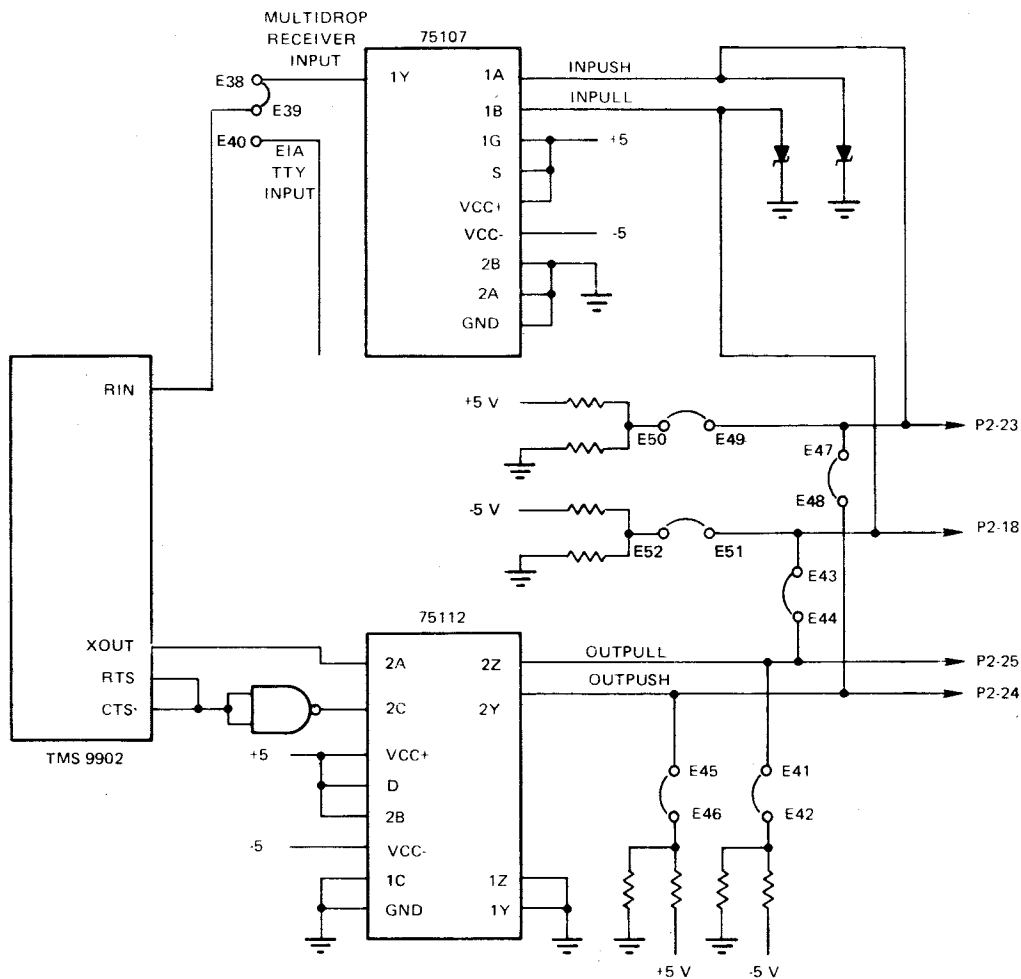 MULTIDROP
RECEIVER
INPUT
75107
E38
1Y
1A
INPUSH
E39
1B
INPULL
E40
EIA
TTY
INPUT
1G
+5
S
VCC+
VCC-
-5
2B
2A
GND
RIN
+5 V
E50
E49
P2-23
E47
E48
-5 V
E52
E51
P2-18
E43
E44
75112
XOUT
2A
2Z
OUTPULL
P2-25
RTS
OUTPUSH
CTS
2C
2Y
P2-24
TMS 9902
+5
VCC+
E45
E41
D
2B
E46
E42
-5
VCC-
1C
1Z
GND
1Y
+5 V
-5 V